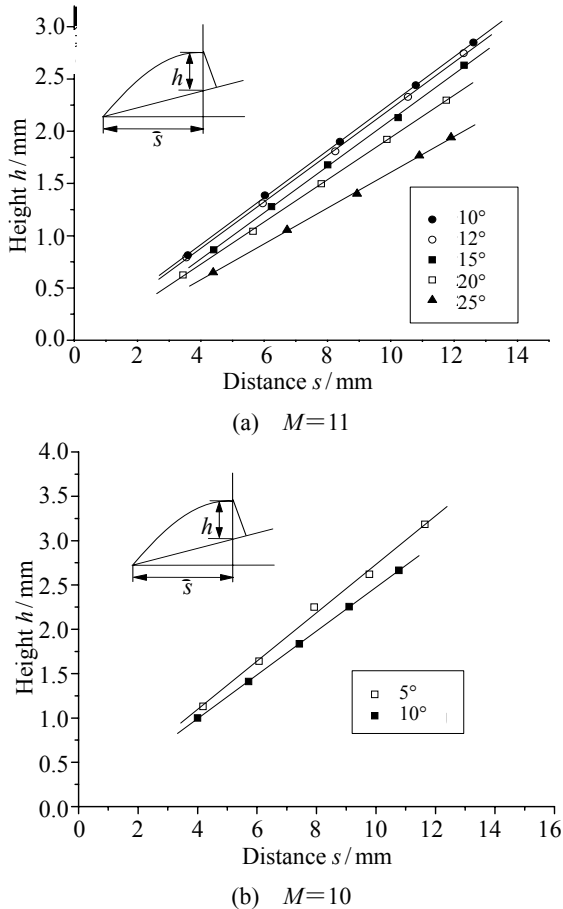 3.0
2.5
2.0
1.5
1.0
0.5
0.0
Height h / mm
h
s
10°
12°
15°
20°
25°
0 2 4 6 8 10 12 14
Distance s / mm
(a) M=11
4.0
3.5
3.0
2.5
2.0
1.5
1.0
0.5
0.0
Height h / mm
h
s
5°
10°
0 2 4 6 8 10 12 14 16
Distance s / mm
(b) M=10